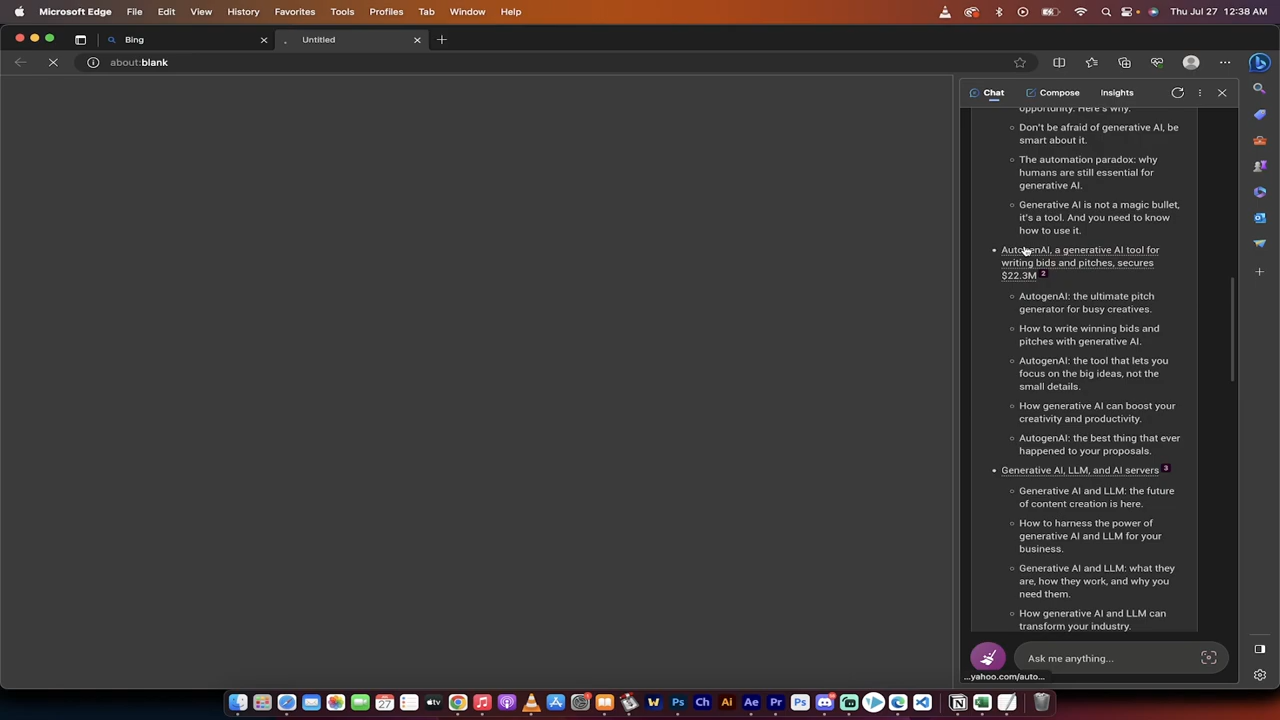 Microsoft Edge File Edit View History Favorites Tools Profiles Tab Window Help Thu Jul 27 12:38 AM
Bing Untitled
about:blank
Chat Compose Insights
opportunity. Here's why.
Don't be afraid of generative AI, be
smart about it.
The automation paradox: why
humans are still essential for
generative AI.
Generative AI is not a magic bullet,
it's a tool. And you need to know
how to use it.
AutogenAI, a generative AI tool for
writing bids and pitches, secures
$22.3M 2
AutogenAI: the ultimate pitch
generator for busy creatives.
How to write winning bids and
pitches with generative AI.
AutogenAI: the tool that lets you
focus on the big ideas, not the
small details.
How generative AI can boost your
creativity and productivity.
AutogenAI: the best thing that ever
happened to your proposals.
Generative AI, LLM, and AI servers 3
Generative AI and LLM: the future
of content creation is here.
How to harness the power of
generative AI and LLM for your
business.
Generative AI and LLM: what they
are, how they work, and why you
need them.
How generative AI and LLM can
transform your industry.
Ask me anything...
...yahoo.com/auto...
27 tv W Ps Ch Ai Ae Pr Ps